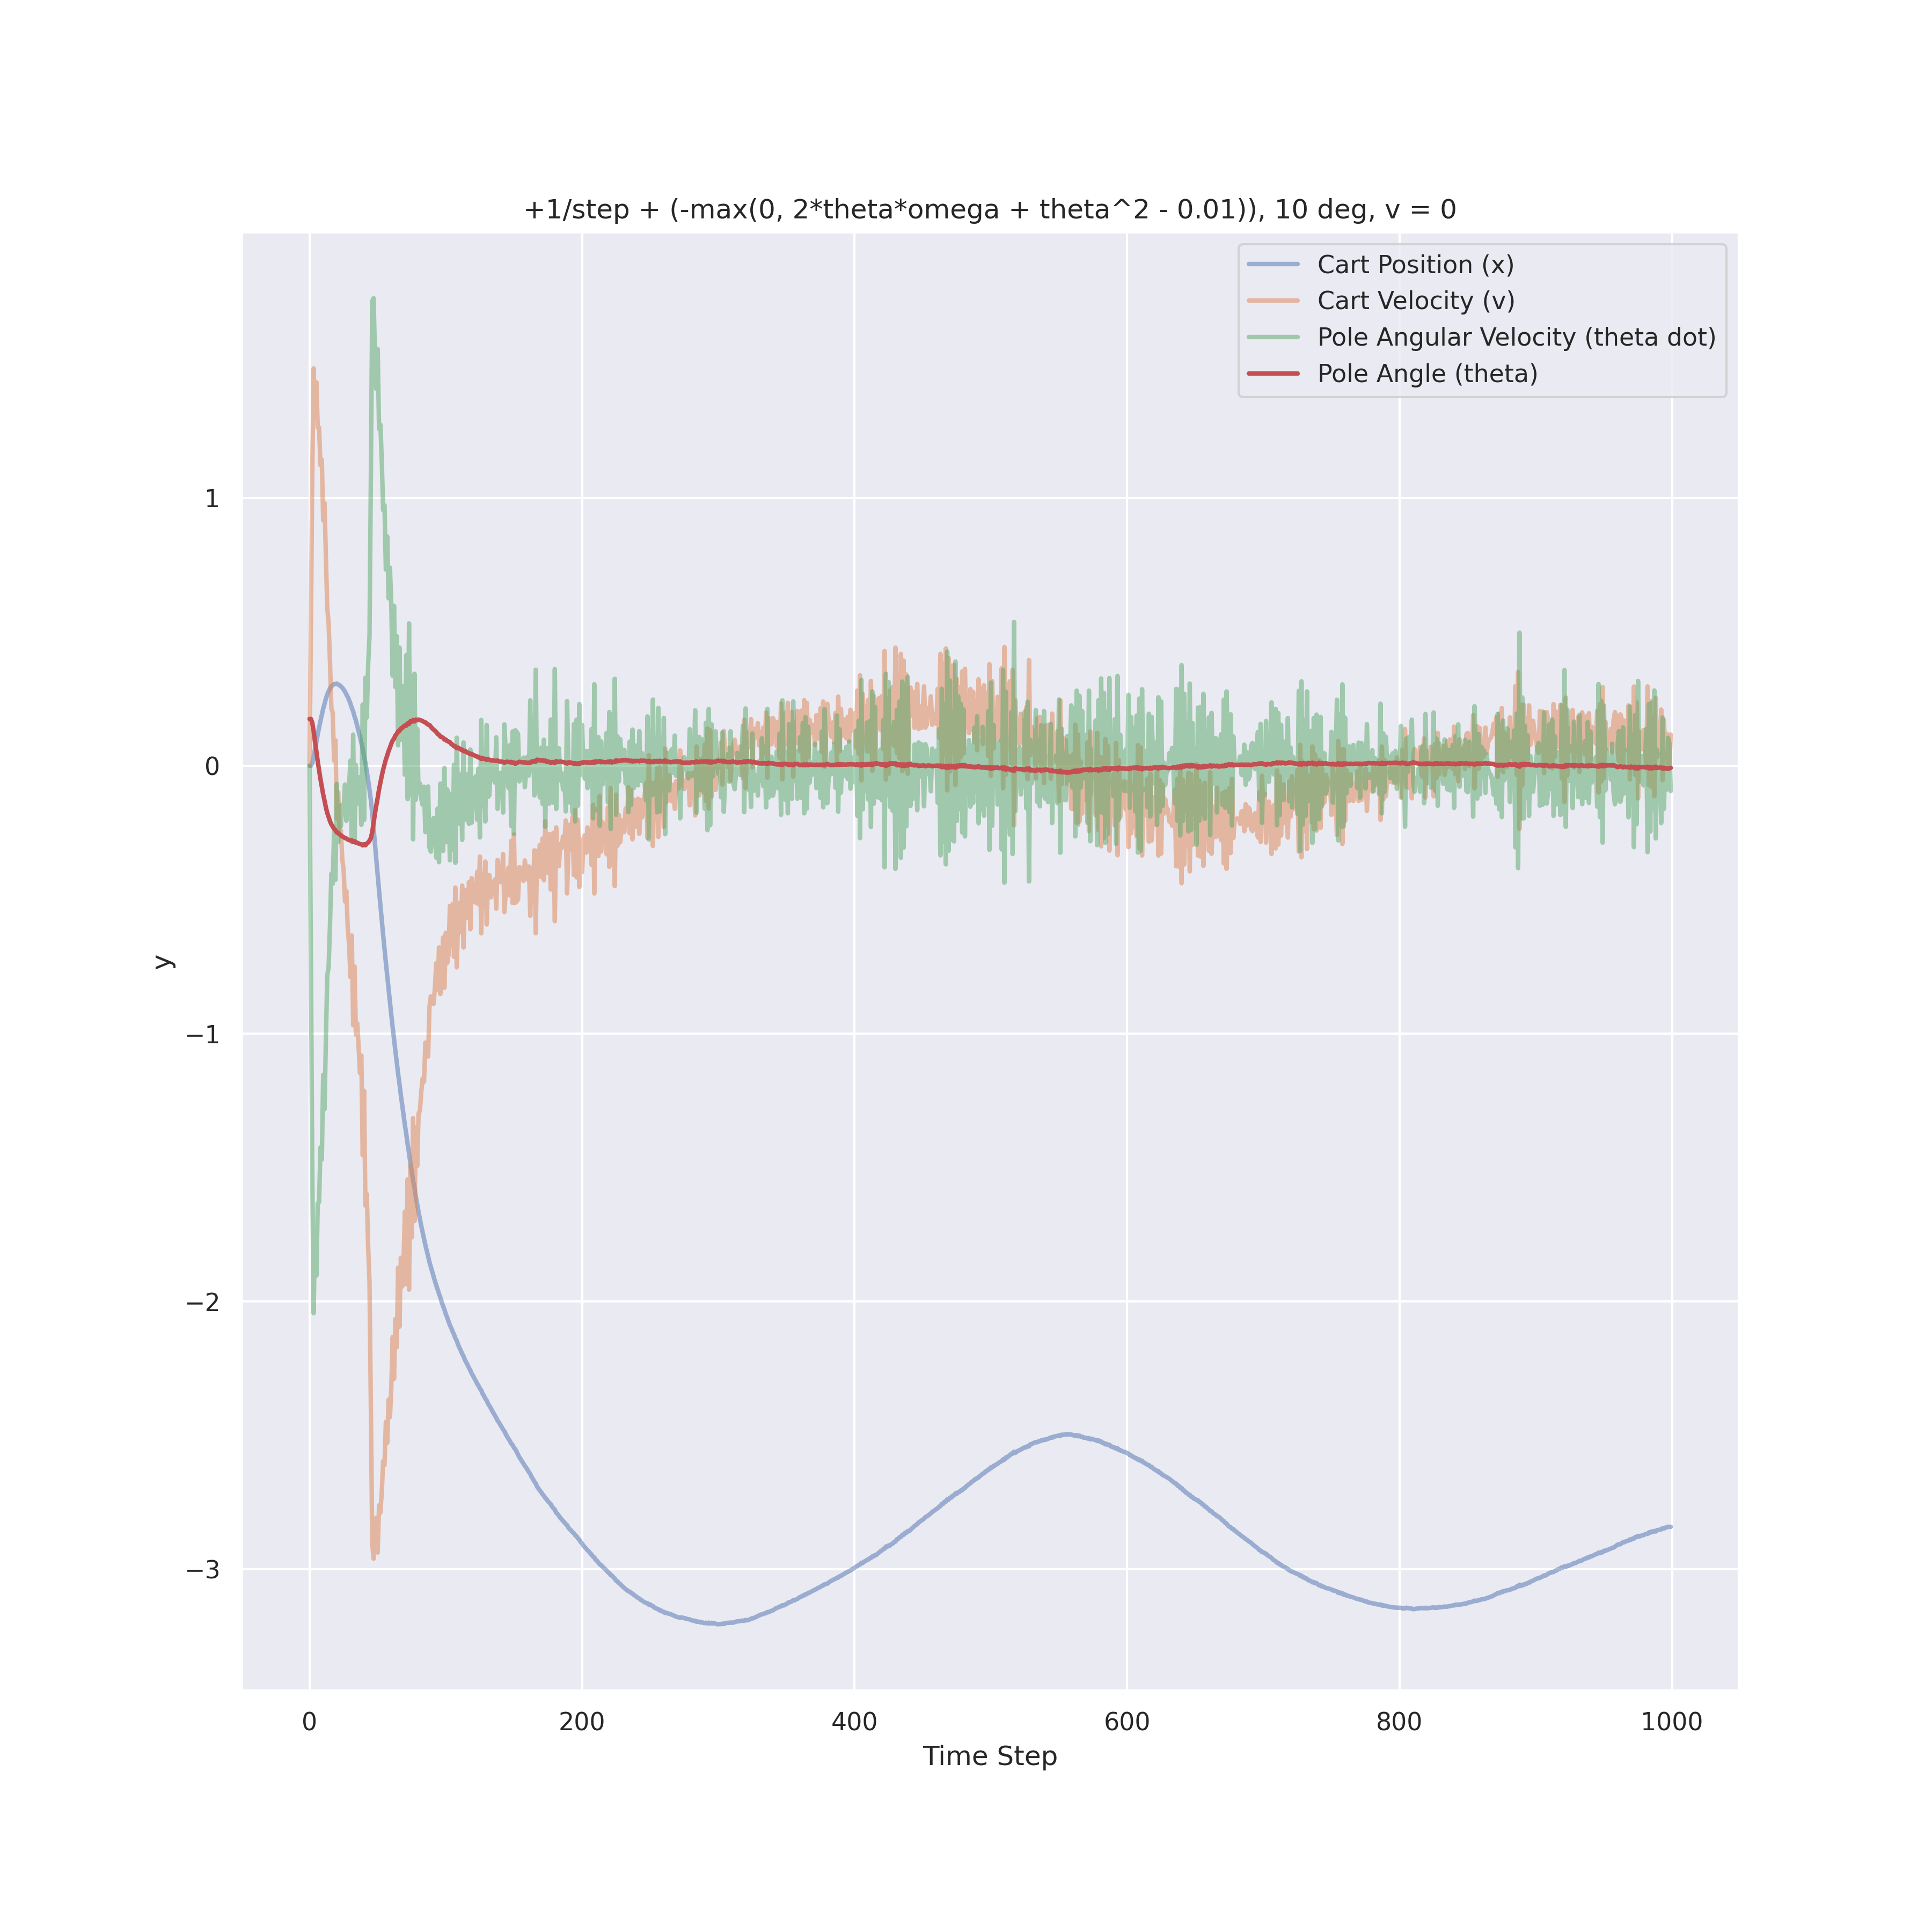 +1/step + (-max(0, 2*theta*omega + theta^2 - 0.01)), 10 deg, v = 0
Cart Position (x)
Cart Velocity (v)
Pole Angular Velocity (theta dot)
Pole Angle (theta)
1
0
−1
−2
−3
y
0 200 400 600 800 1000
Time Step